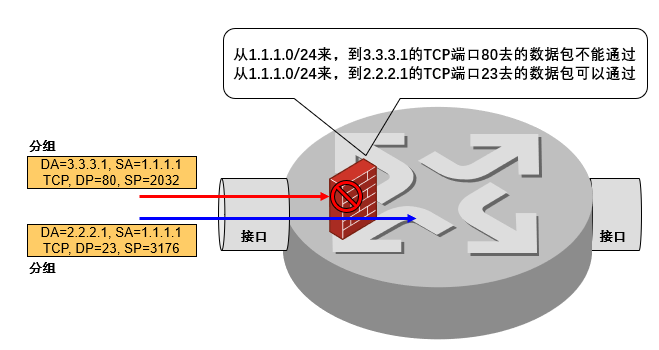 从1.1.1.0/24来，到3.3.3.1的TCP端口80去的数据包不能通过
从1.1.1.0/24来，到2.2.2.1的TCP端口23去的数据包可以通过
分组
DA=3.3.3.1, SA=1.1.1.1
TCP, DP=80, SP=2032
DA=2.2.2.1, SA=1.1.1.1
TCP, DP=23, SP=3176
分组
接口
接口